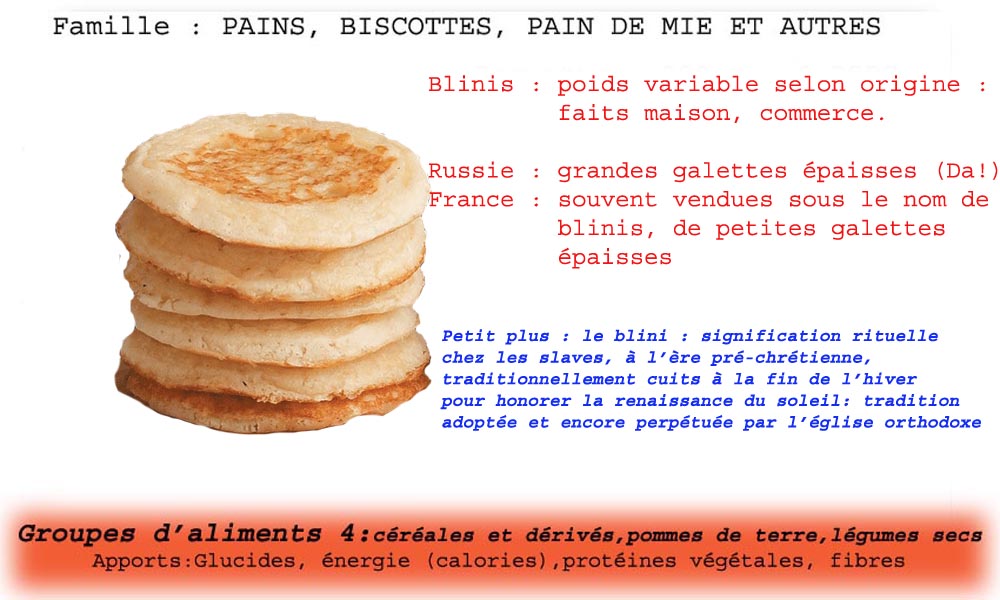 Famille : PAINS, BISCOTTES, PAIN DE MIE ET AUTRES
Blinis : poids variable selon origine :
faits maison, commerce.
Russie : grandes galettes épaisses (Da!)
France : souvent vendues sous le nom de
blinis, de petites galettes
épaisses
Petit plus : le blini : signification rituelle
chez les slaves, à l’ère pré-chrétienne,
traditionnellement cuits à la fin de l’hiver
pour honorer la renaissance du soleil: tradition
adoptée et encore perpétuée par l’église orthodoxe
Groupes d’aliments 4:céréales et dérivés,pommes de terre,légumes secs
Apports:Glucides, énergie (calories),protéines végétales, fibres